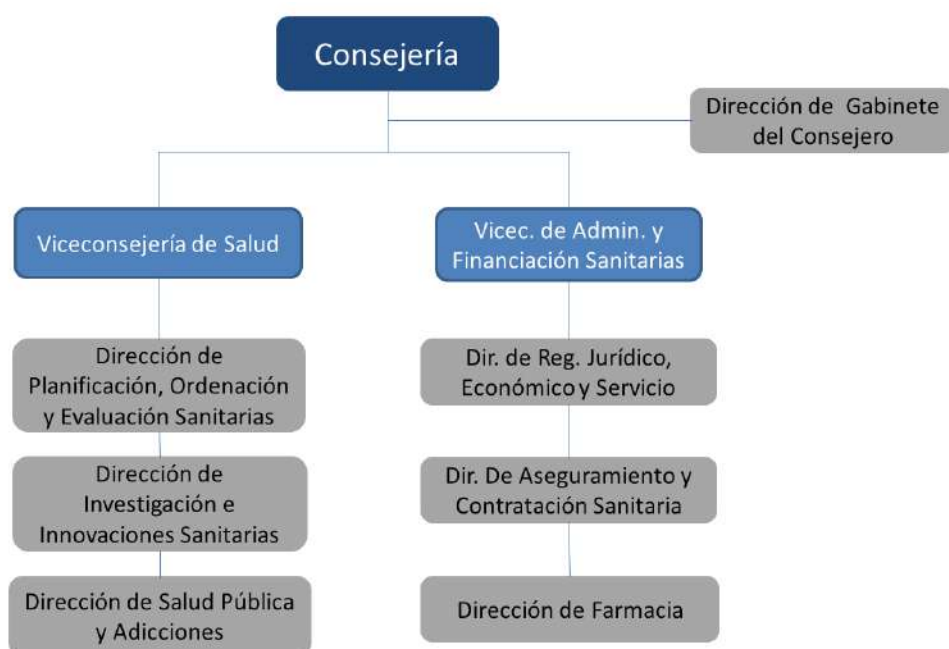 Consejería
Dirección de Gabinete
del Consejero
Viceconsejería de Salud
Vicec. de Admin. y
Financiación Sanitarias
Dirección de
Planificación, Ordenación
y Evaluación Sanitarias
Dir. de Reg. Jurídico,
Económico y Servicio
Dirección de
Investigación e
Innovaciones Sanitarias
Dir. De Aseguramiento y
Contratación Sanitaria
Dirección de Salud Pública
y Adicciones
Dirección de Farmacia